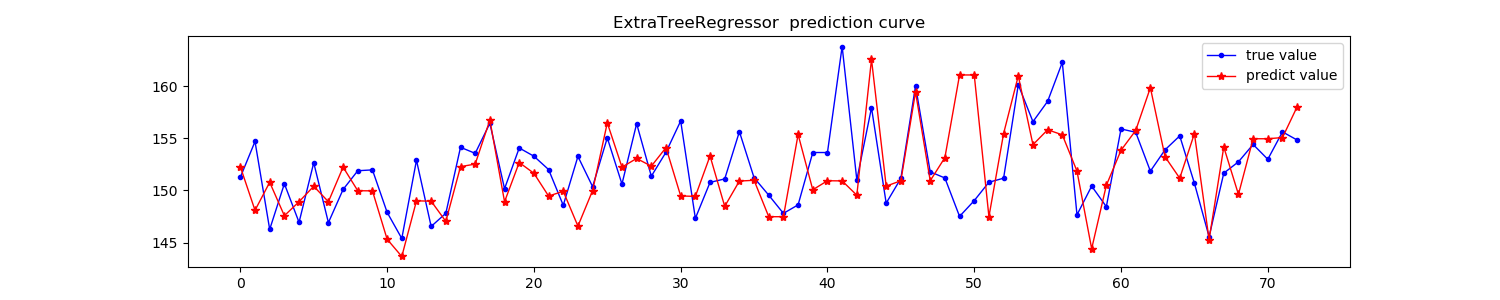 ExtraTreeRegressor  prediction curve
true value
predict value
160
155
150
145
0 10 20 30 40 50 60 70